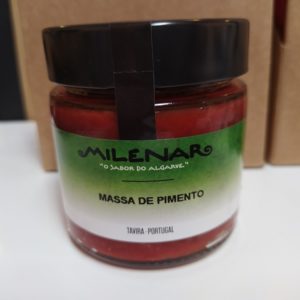 MILENAR
"O SABOR DO ALGARVE"
MASSA DE PIMENTO
TAVIRA - PORTUGAL